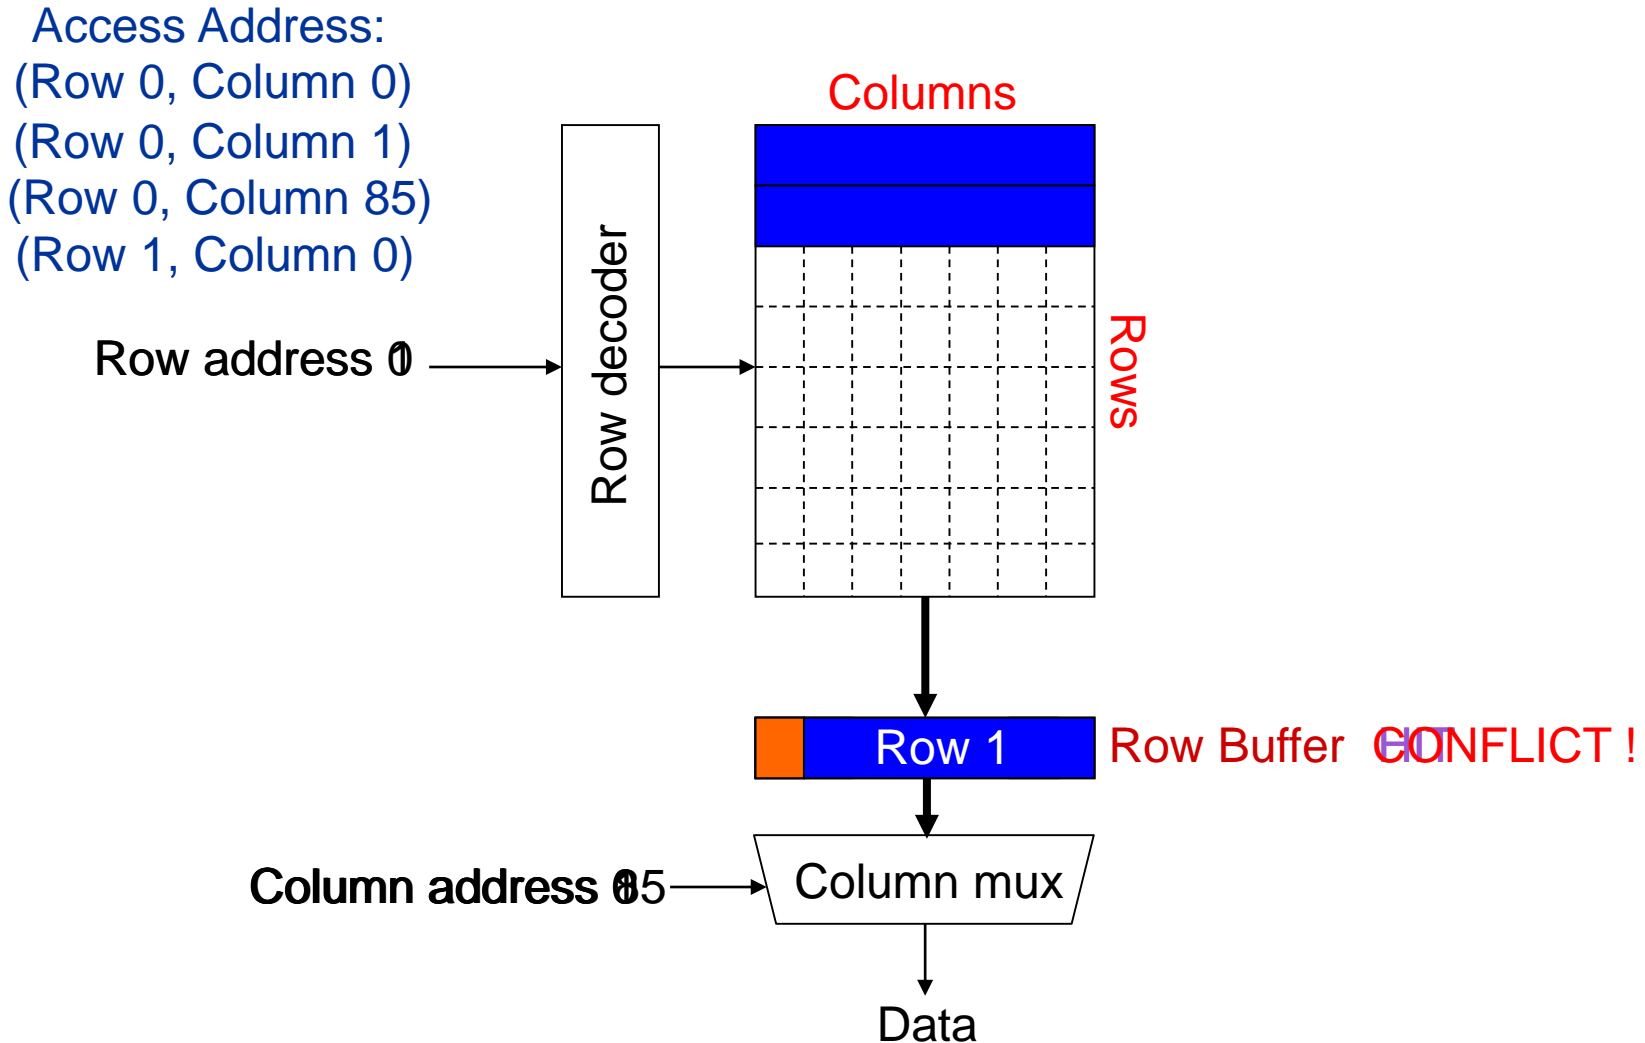 Access Address:
(Row 0, Column 0)
(Row 0, Column 1)
(Row 0, Column 85)
(Row 1, Column 0)
Columns
Row decoder
Rows
Row address
Row 1
Row Buffer CONFLICT !
Column address
Column mux
Data